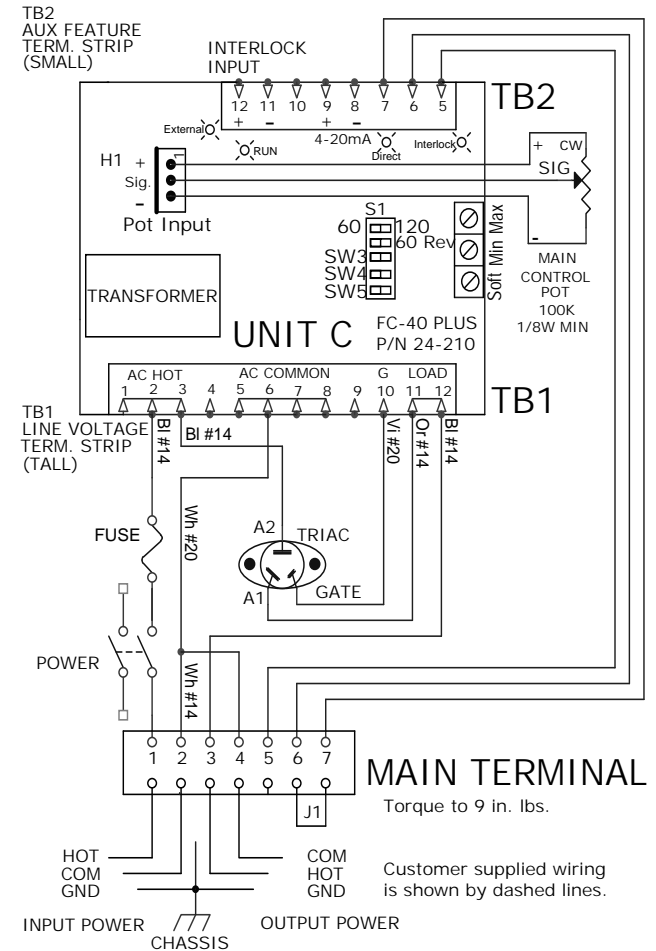 TB2
AUX FEATURE
TERM. STRIP
(SMALL)
INTERLOCK
INPUT
12 11 10 9 8 7 6 5
+ - + -
TB2
4-20mA
External
RUN
Direct
Interlock
H1 + 1
Sig.
-
Pot Input
+ CW
SIG
-
MAIN
CONTROL
POT
100K
1/8W MIN
S1
60 120
60 Rev
SW3
SW4
SW5
Soft Min Max
TRANSFORMER
UNIT C
FC-40 PLUS
P/N 24-210
AC HOT AC COMMON G LOAD
1 2 3 4 5 6 7 8 9 10 11 12
TB1
TB1
LINE VOLTAGE
TERM. STRIP
(TALL)
Bl #14
Bl #14
Vi #20
Or #14
Bl #14
Wh #20
FUSE
A2 TRIAC
A1 GATE
POWER
Wh #14
1 2 3 4 5 6 7
J1
MAIN TERMINAL
Torque to 9 in. lbs.
HOT COM
COM HOT
GND GND
Customer supplied wiring
is shown by dashed lines.
INPUT POWER OUTPUT POWER
CHASSIS